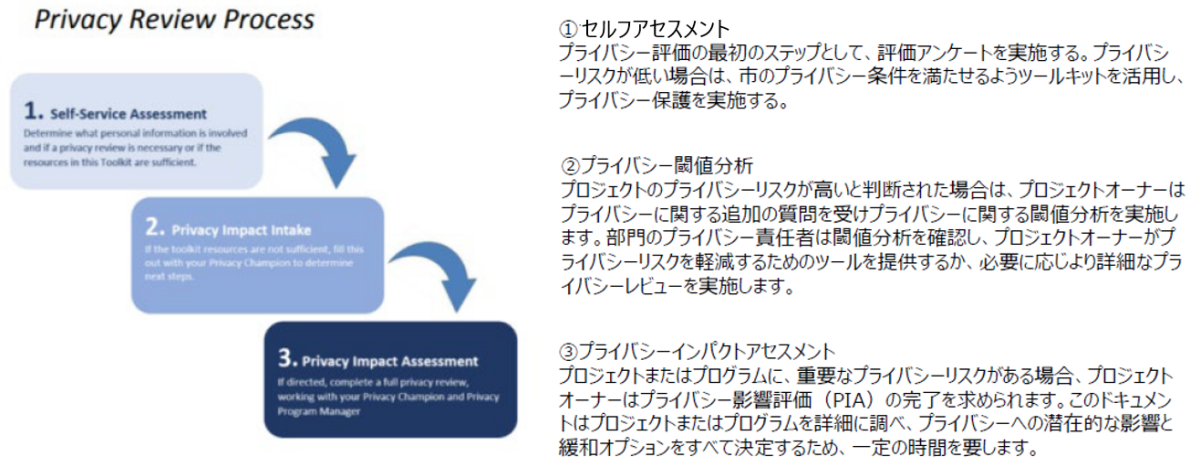 Privacy Review Process
1. Self-Service Assessment
Determine what personal information is involved
and if a privacy review is necessary or if the
resources in this Toolkit are sufficient.
2. Privacy Impact Intake
If the toolkit resources are not sufficient, fill this
out with your Privacy Champion to determine
next steps.
3. Privacy Impact Assessment
If directed, complete a full privacy review,
working with your Privacy Champion and Privacy
Program Manager
①セルフアセスメント
プライバシー評価の最初のステップとして、評価アンケートを実施する。プライバシ
ーリスクが低い場合は、市のプライバシー条件を満たせるようツールキットを活用し、
プライバシー保護を実施する。
②プライバシー閾値分析
プロジェクトのプライバシーリスクが高いと判断された場合は、プロジェクトオーナーは
プライバシーに関する追加の質問を受けプライバシーに関する閾値分析を実施し
ます。部門のプライバシー責任者は閾値分析を確認し、プロジェクトオーナーがプ
ライバシーリスクを軽減するためのツールを提供するか、必要に応じより詳細なプラ
イバシーレビューを実施します。
③プライバシーインパクトアセスメント
プロジェクトまたはプログラムに、重要なプライバシーリスクがある場合、プロジェクト
オーナーはプライバシー影響評価（PIA）の完了を求められます。このドキュメン
トはプロジェクトまたはプログラムを詳細に調べ、プライバシーへの潜在的な影響と
緩和オプションをすべて決定するため、一定の時間を要します。